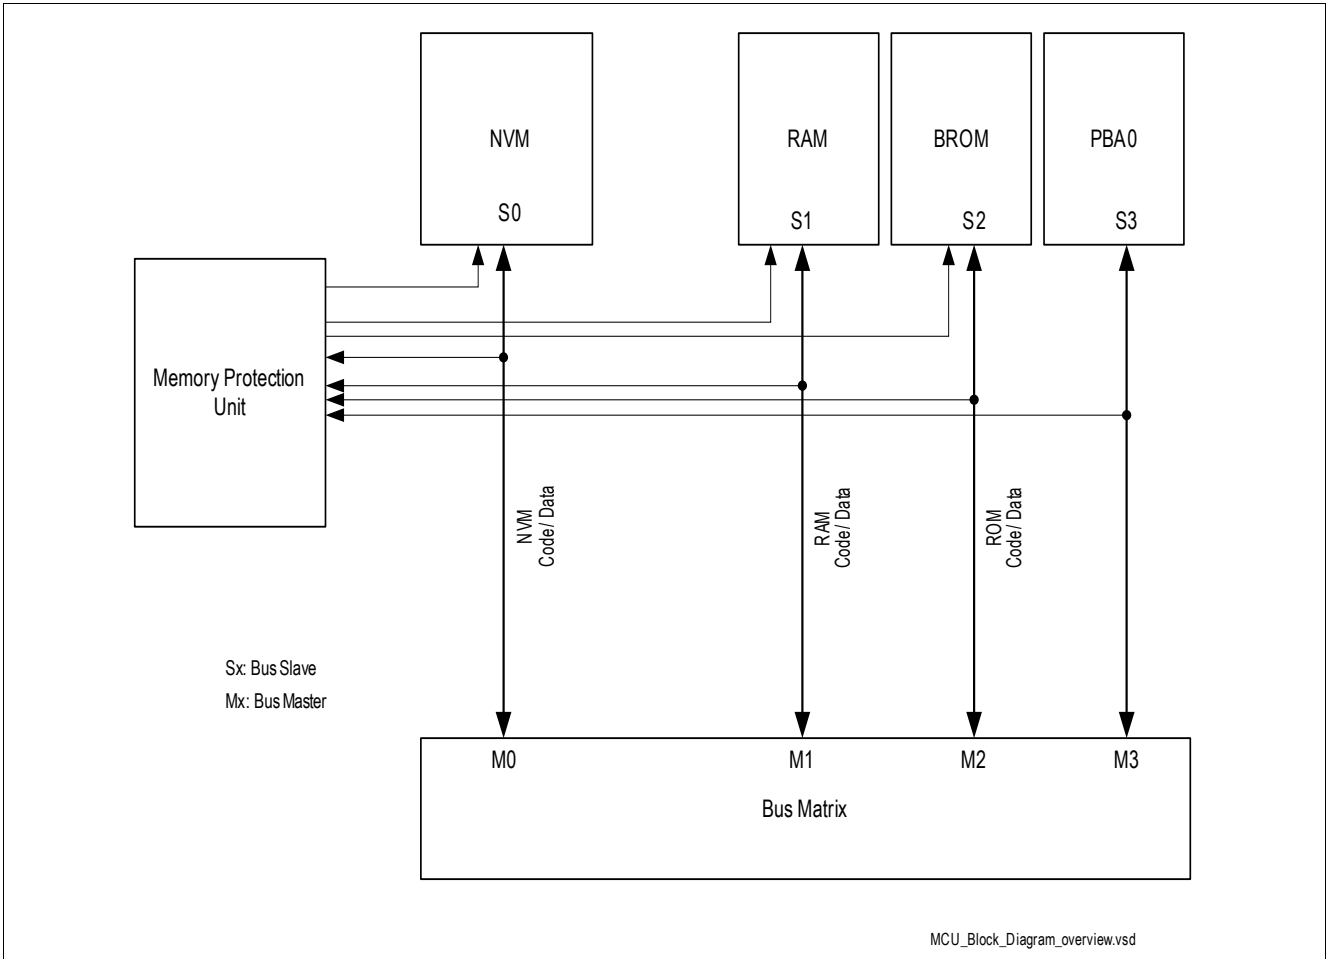 NVM
RAM
BROM
PBA0
S0
S1
S2
S3
Memory Protection
Unit
NVM
Code / Data
RAM
Code / Data
ROM
Code / Data
Sx: Bus Slave
Mx: Bus Master
M0
M1
M2
M3
Bus Matrix
MCU_Block_Diagram_overview.vsd